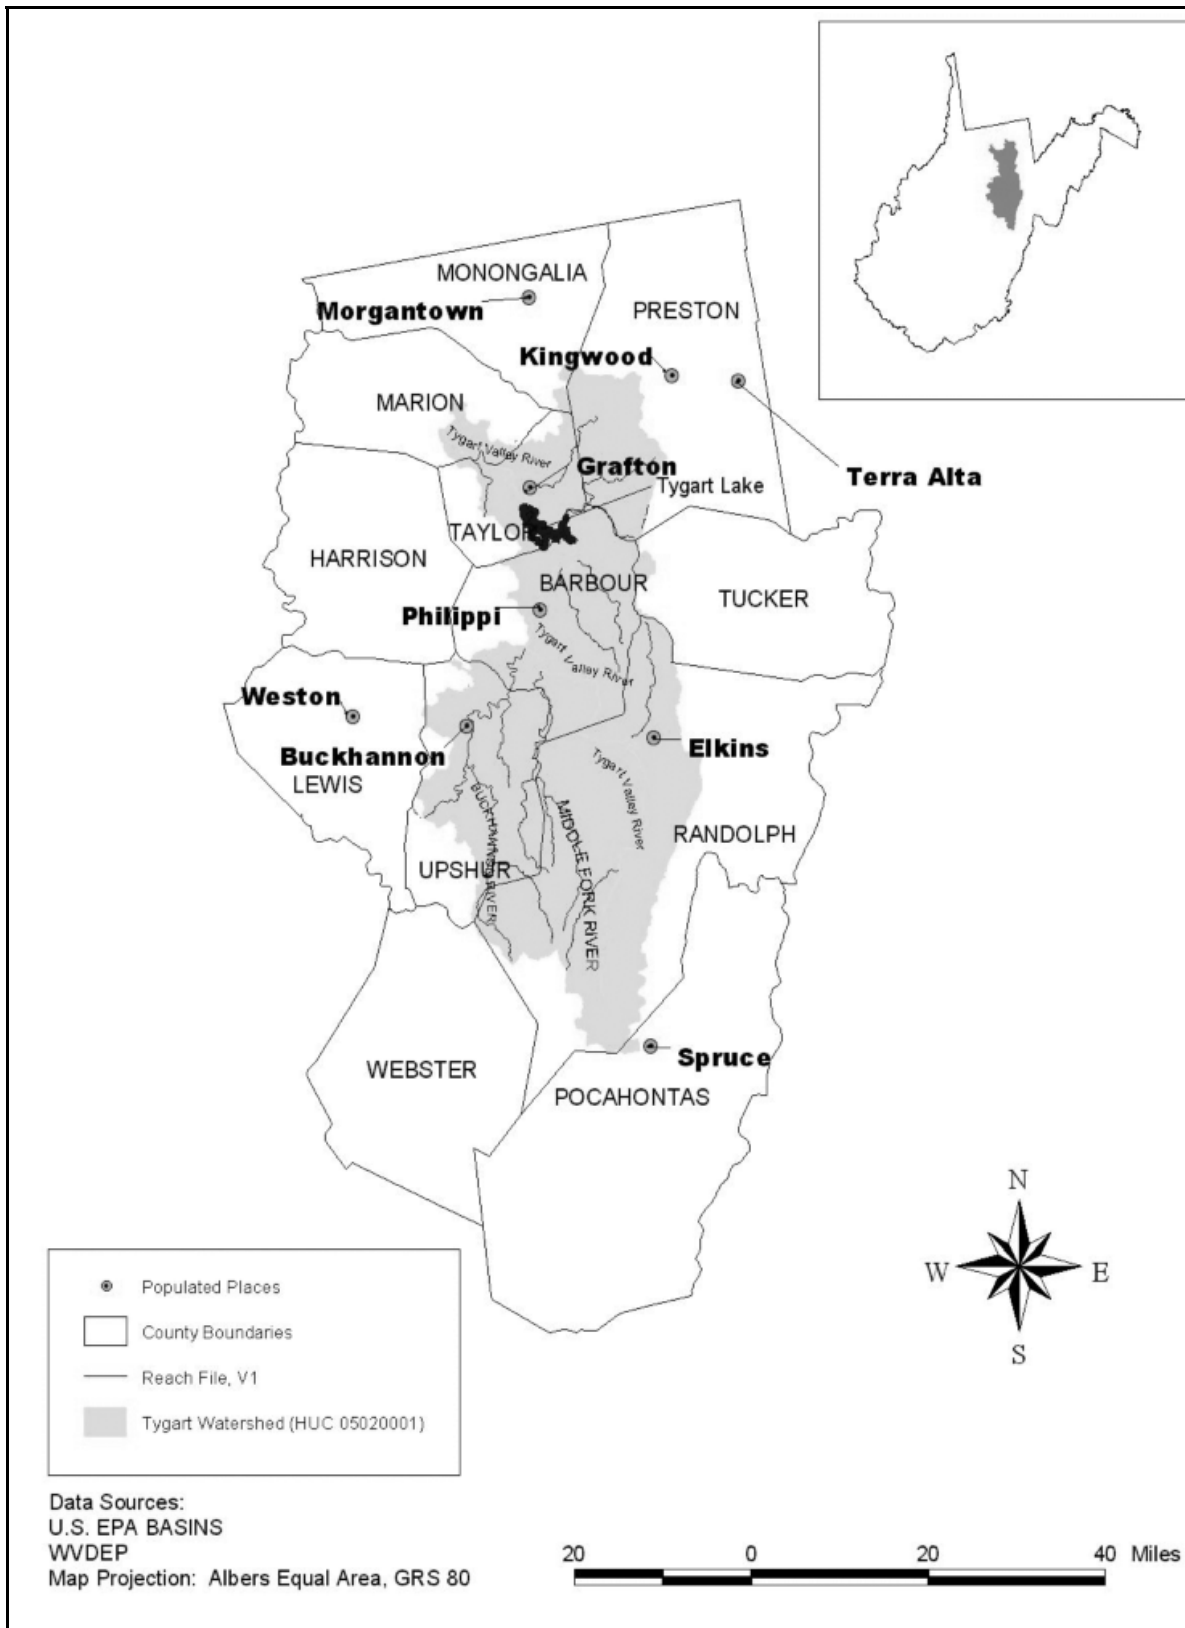 MONONGALIA
Morgantown
PRESTON
Kingwood
MARION
Tygart Valley River
Grafton
Terra Alta
Tygart Lake
TAYLOR
HARRISON
BARBOUR
TUCKER
Philippi
Tygart Valley River
Weston
Buckhannon
Elkins
LEWIS
Tygart Valley River
BUCKHANNON RIVER
MIDDLE FORK RIVER
RANDOLPH
UPSHUR
WEBSTER
Spruce
POCAHONTAS
N
W E
S
Populated Places
County Boundaries
Reach File, V1
Tygart Watershed (HUC 05020001)
Data Sources:
U.S. EPA BASINS
WVDEP
Map Projection: Albers Equal Area, GRS 80
20 0 20 40 Miles